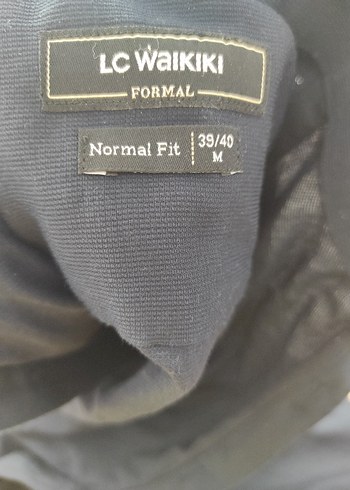 LC WAIKIKI
FORMAL
Normal Fit
39/40
M